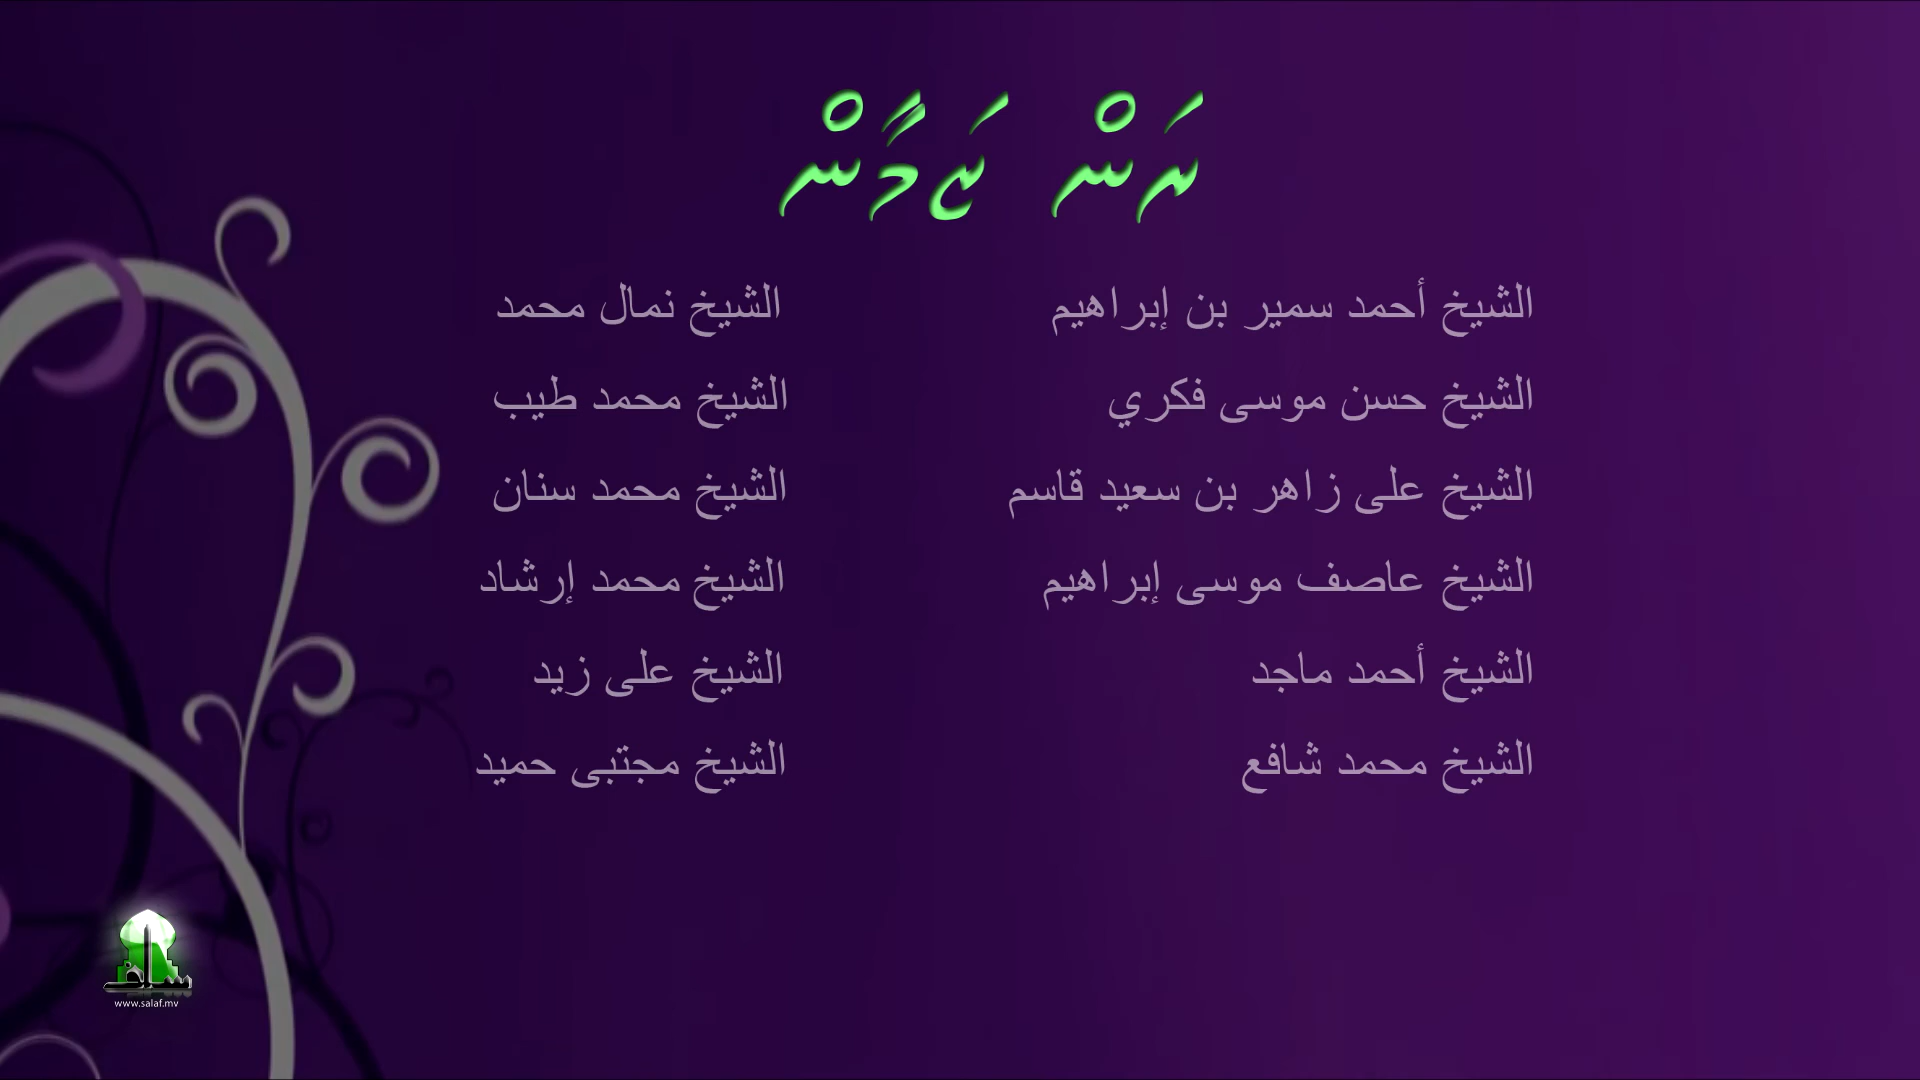 ރަން ޒަމާން
الشيخ أحمد سمير بن إبراهيم
الشيخ حسن موسى فكري
الشيخ على زاهر بن سعيد قاسم
الشيخ عاصف موسى إبراهيم
الشيخ أحمد ماجد
الشيخ محمد شافع
الشيخ نمال محمد
الشيخ محمد طيب
الشيخ محمد سنان
الشيخ محمد إرشاد
الشيخ على زيد
الشيخ مجتبى حميد
سلف
www.salaf.mv